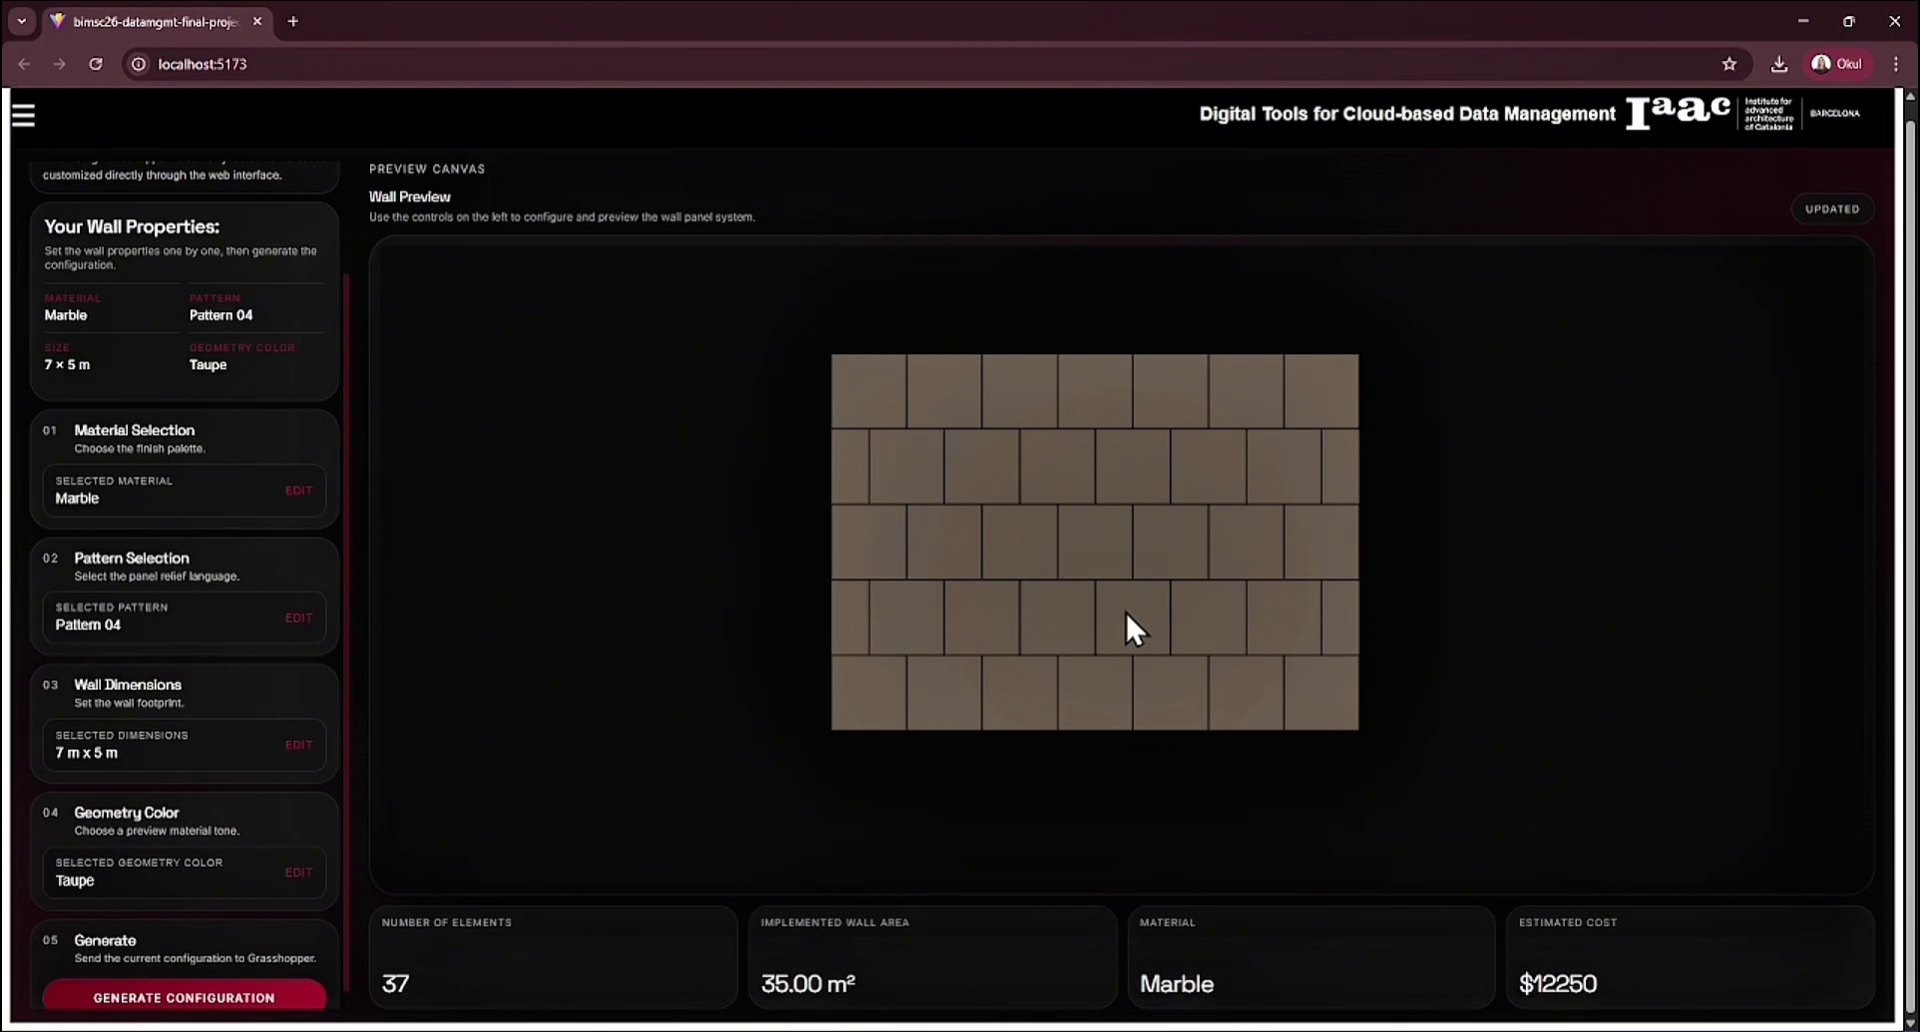 bimsc26-datamgmt-final-proje
localhost:5173
Okul
Digital Tools for Cloud-based Data Management
Iaac
Institute for
advanced
architecture
of Catalonia
BARCELONA
customized directly through the web interface.
Your Wall Properties:
Set the wall properties one by one, then generate the
configuration.
MATERIAL
Marble
PATTERN
Pattern 04
SIZE
7 × 5 m
GEOMETRY COLOR
Taupe
01 Material Selection
Choose the finish palette.
SELECTED MATERIAL
Marble
EDIT
02 Pattern Selection
Select the panel relief language.
SELECTED PATTERN
Pattern 04
EDIT
03 Wall Dimensions
Set the wall footprint.
SELECTED DIMENSIONS
7 m x 5 m
EDIT
04 Geometry Color
Choose a preview material tone.
SELECTED GEOMETRY COLOR
Taupe
EDIT
05 Generate
Send the current configuration to Grasshopper.
GENERATE CONFIGURATION
PREVIEW CANVAS
Wall Preview
Use the controls on the left to configure and preview the wall panel system.
UPDATED
NUMBER OF ELEMENTS
37
IMPLEMENTED WALL AREA
35.00 m²
MATERIAL
Marble
ESTIMATED COST
$12250